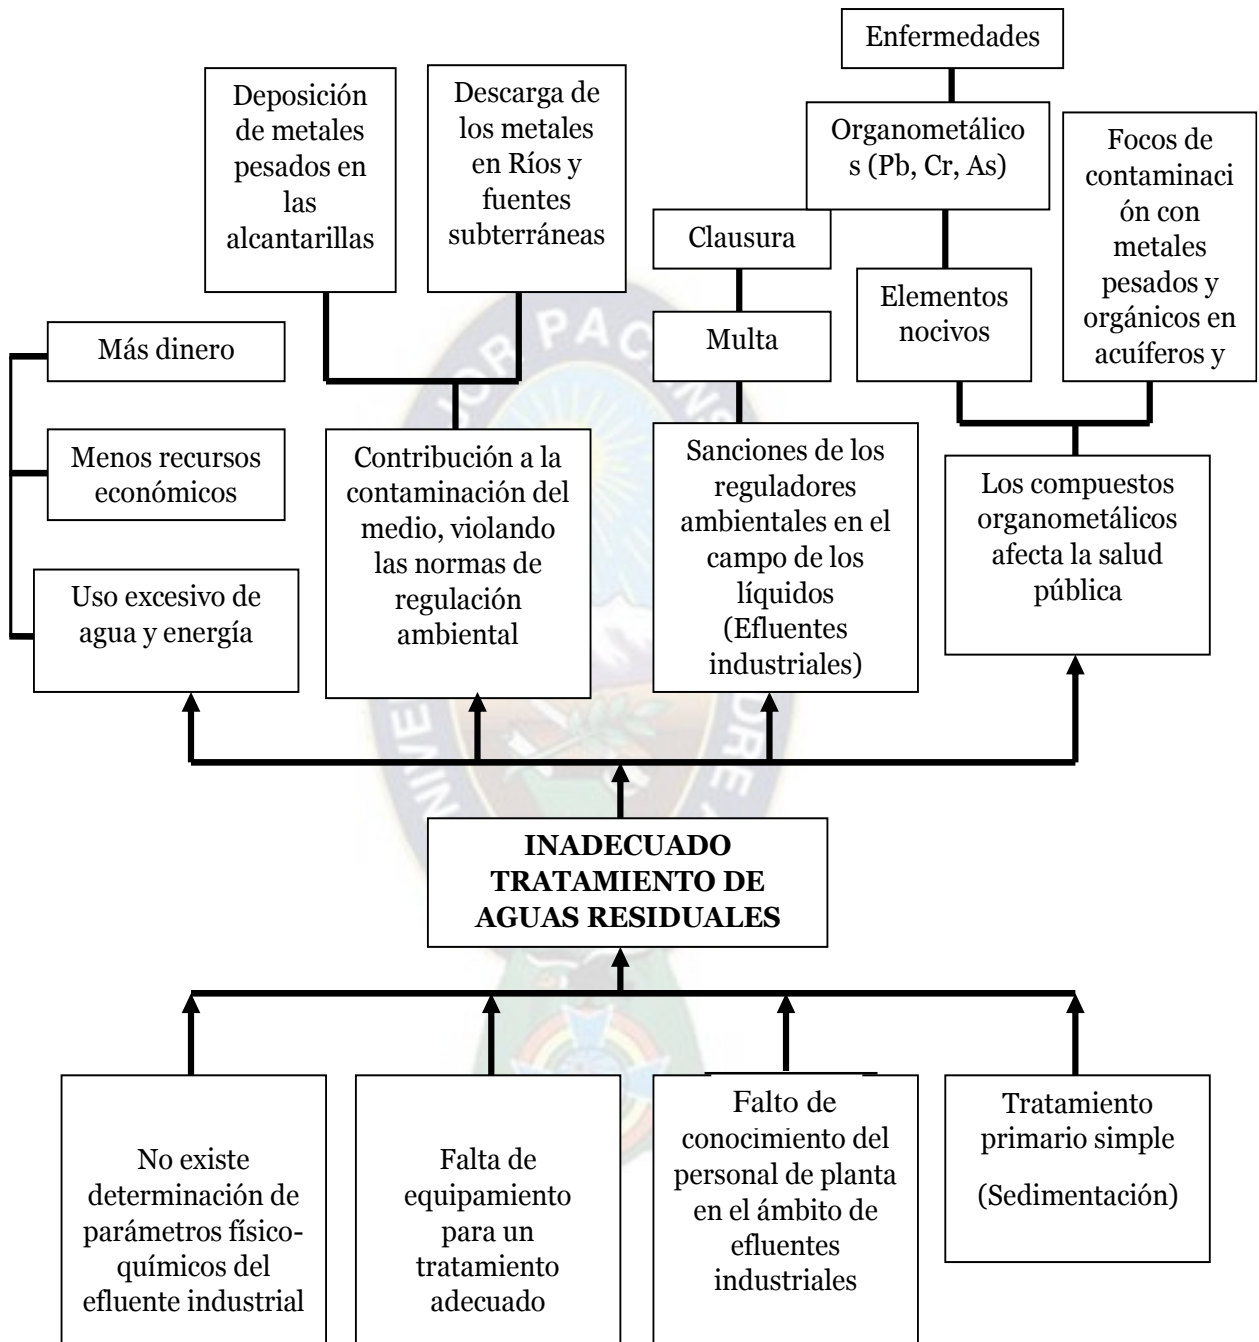 Enfermedades
Deposición
de metales
pesados en
las
alcantarillas
Descarga de
los metales
en Ríos y
fuentes
subterráneas
Organometálico
s (Pb, Cr, As)
Focos de
contaminaci
ón con
metales
pesados y
orgánicos en
acuíferos y
Clausura
Elementos
nocivos
Más dinero
Multa
Menos recursos
económicos
Contribución a la
contaminación del
medio, violando
las normas de
regulación
ambiental
Sanciones de los
reguladores
ambientales en el
campo de los
líquidos
(Efluentes
industriales)
Los compuestos
organometálicos
afecta la salud
pública
Uso excesivo de
agua y energía
INADECUADO
TRATAMIENTO DE
AGUAS RESIDUALES
No existe
determinación de
parámetros físico-
químicos del
efluente industrial
Falta de
equipamiento
para un
tratamiento
adecuado
Falto de
conocimiento del
personal de planta
en el ámbito de
efluentes
industriales
Tratamiento
primario simple
(Sedimentación)